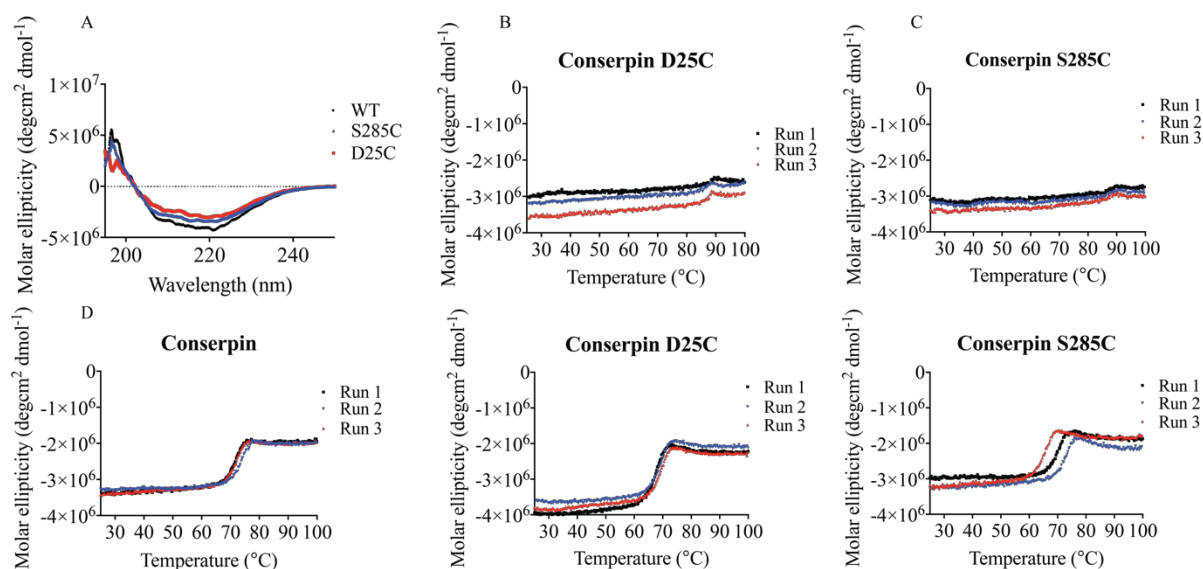 A
Molar ellipticity (degcm² dmol⁻¹)
1×10⁷
5×10⁶
0
-5×10⁶
200
220
240
Wavelength (nm)
WT
S285C
D25C
B
Conserpin D25C
Molar ellipticity (degcm² dmol⁻¹)
0
-1×10⁶
-2×10⁶
-3×10⁶
-4×10⁶
30 40 50 60 70 80 90 100
Temperature (°C)
Run 1
Run 2
Run 3
C
Conserpin S285C
Molar ellipticity (degcm² dmol⁻¹)
0
-1×10⁶
-2×10⁶
-3×10⁶
-4×10⁶
30 40 50 60 70 80 90 100
Temperature (°C)
Run 1
Run 2
Run 3
D
Conserpin
Molar ellipticity (degcm² dmol⁻¹)
0
-1×10⁶
-2×10⁶
-3×10⁶
-4×10⁶
30 40 50 60 70 80 90 100
Temperature (°C)
Run 1
Run 2
Run 3
Conserpin D25C
Molar ellipticity (degcm² dmol⁻¹)
0
-1×10⁶
-2×10⁶
-3×10⁶
-4×10⁶
30 40 50 60 70 80 90 100
Temperature (°C)
Run 1
Run 2
Run 3
Conserpin S285C
Molar ellipticity (degcm² dmol⁻¹)
0
-1×10⁶
-2×10⁶
-3×10⁶
-4×10⁶
30 40 50 60 70 80 90 100
Temperature (°C)
Run 1
Run 2
Run 3